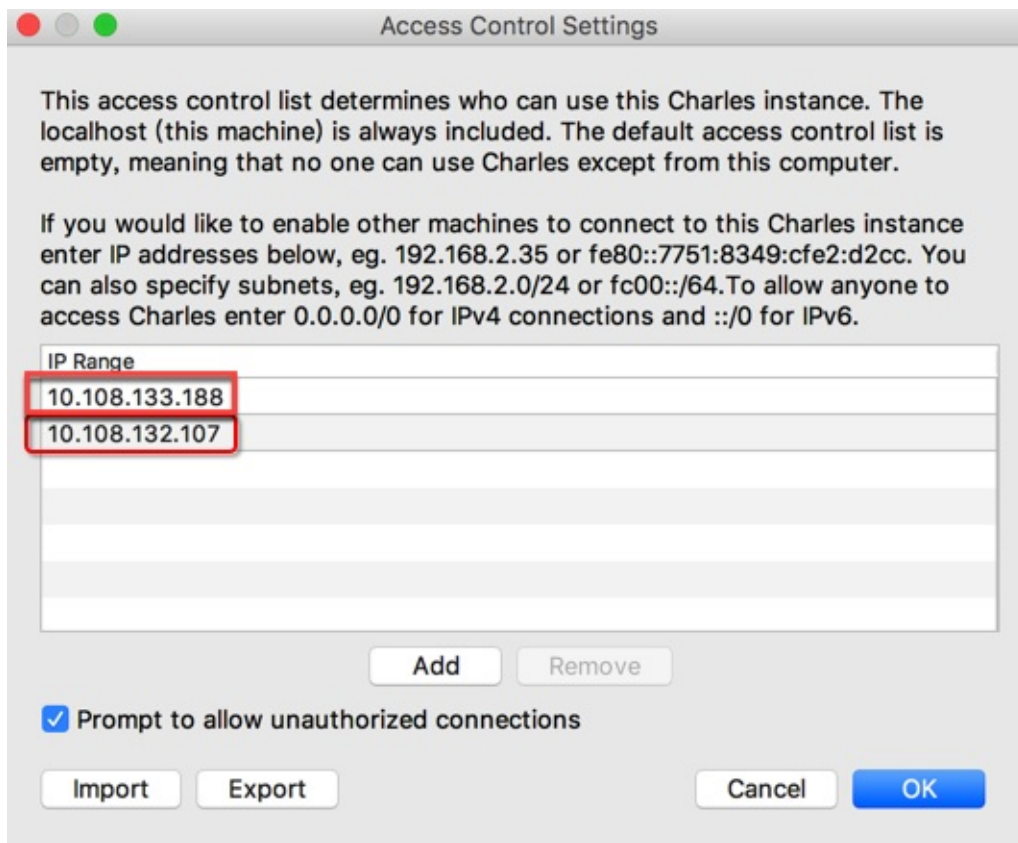 Access Control Settings
This access control list determines who can use this Charles instance. The
localhost (this machine) is always included. The default access control list is
empty, meaning that no one can use Charles except from this computer.
If you would like to enable other machines to connect to this Charles instance
enter IP addresses below, eg. 192.168.2.35 or fe80::7751:8349:cfe2:d2cc. You
can also specify subnets, eg. 192.168.2.0/24 or fc00::/64.To allow anyone to
access Charles enter 0.0.0.0/0 for IPv4 connections and ::/0 for IPv6.
IP Range
10.108.133.188
10.108.132.107
Add Remove
Prompt to allow unauthorized connections
Import Export Cancel OK